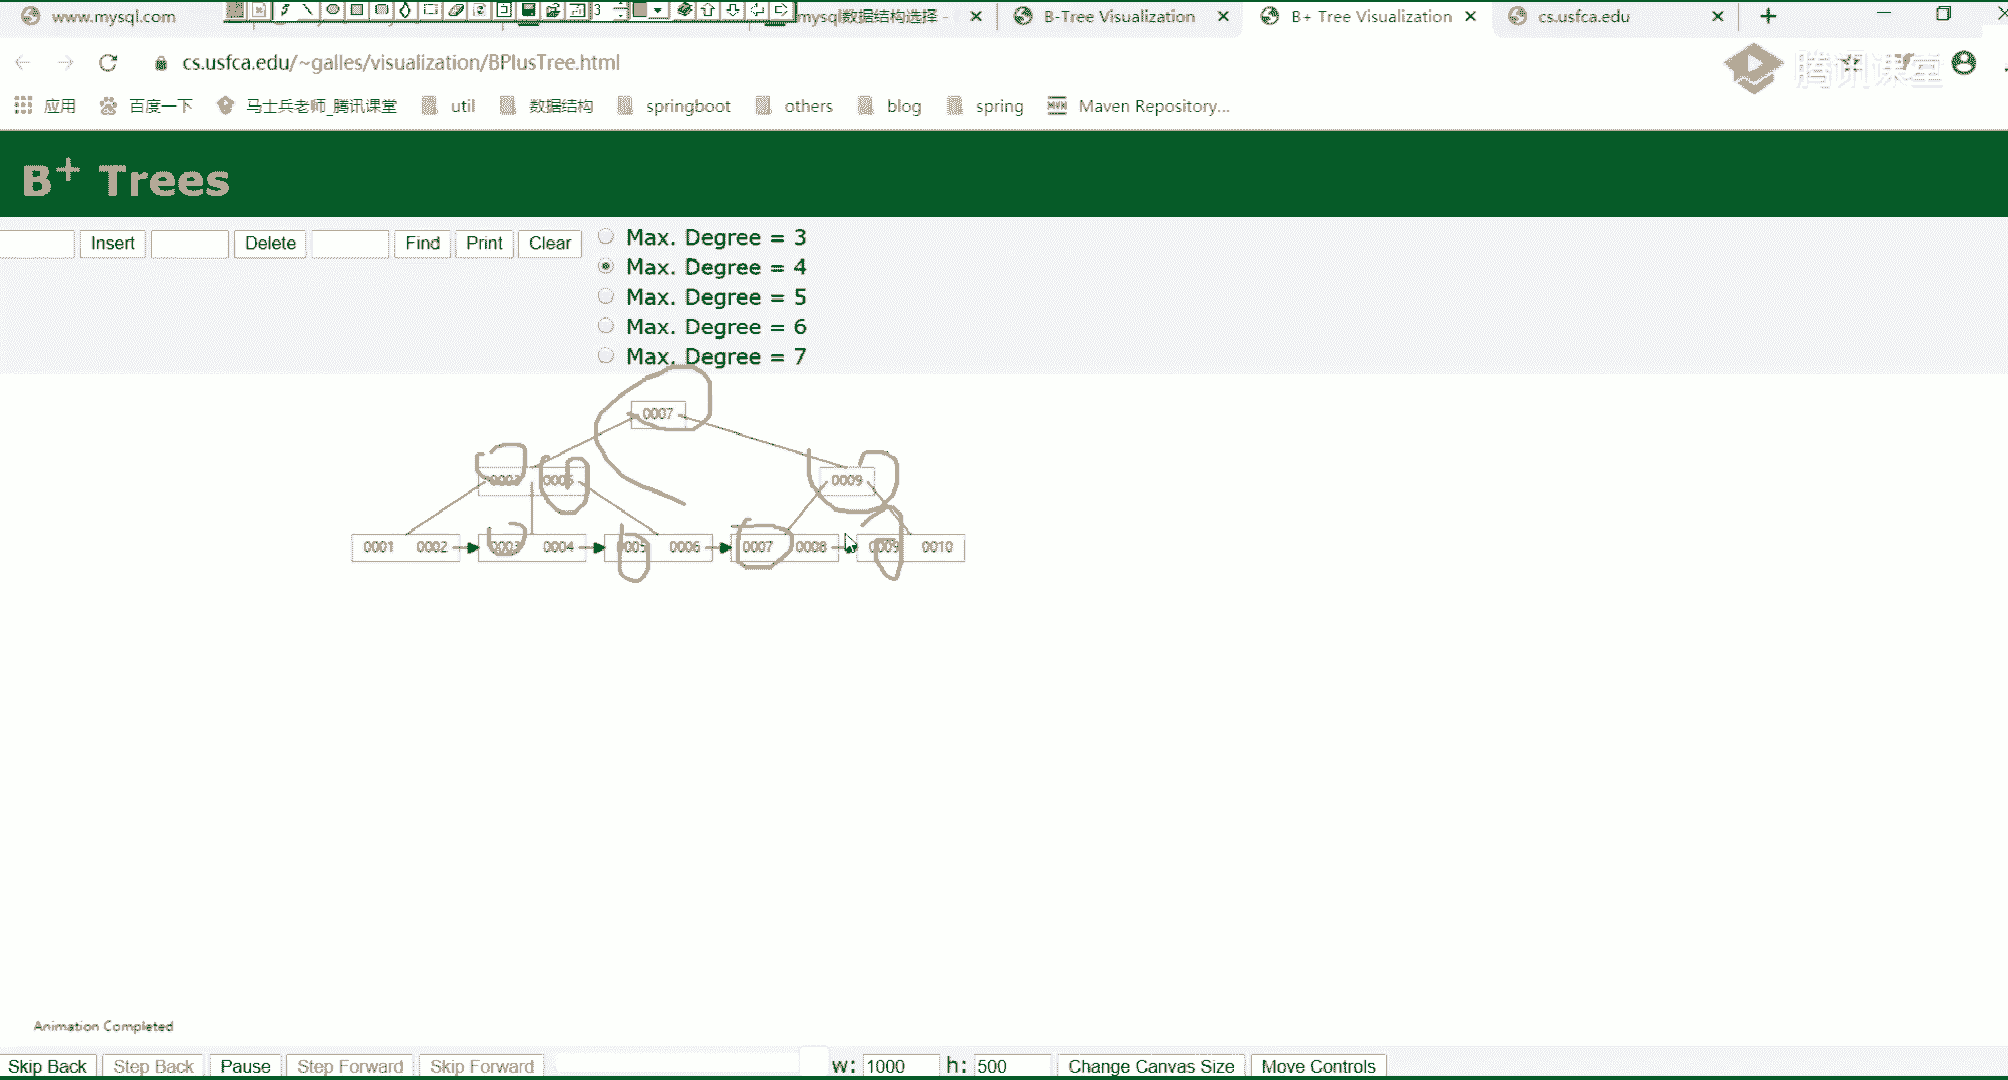 www.mysql.com mysql数据结构选择 - B-Tree Visualization B+ Tree Visualization cs.usfca.edu
3
cs.usfca.edu/~galles/visualization/BPlusTree.html
腾讯课堂
应用 百度一下 马士兵老师_腾讯课堂 util 数据结构 springboot others blog spring Maven Repository...
B+ Trees
Insert Delete Find Print Clear
Max. Degree = 3
Max. Degree = 4
Max. Degree = 5
Max. Degree = 6
Max. Degree = 7
0007
0003 0005 0009
0001 0002 0003 0004 0005 0006 0007 0008 0009 0010
Animation Completed
Skip Back Step Back Pause Step Forward Skip Forward w: 1000 h: 500 Change Canvas Size Move Controls